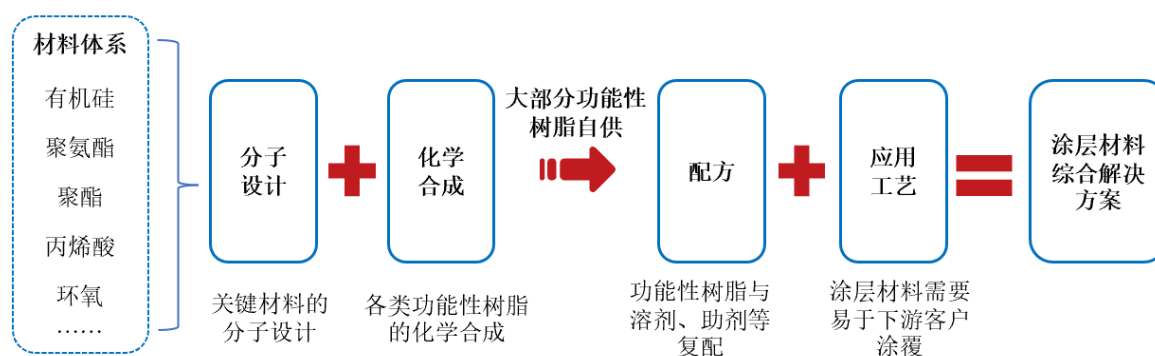 材料体系
有机硅
聚氨酯
聚酯
丙烯酸
环氧
……
分子
设计
关键材料的
分子设计
化学
合成
各类功能性树脂
的化学合成
大部分功能性
树脂自供
配方
功能性树脂与
溶剂、助剂等
复配
应用
工艺
涂层材料需要
易于下游客户
涂覆
涂层材料
综合解决
方案